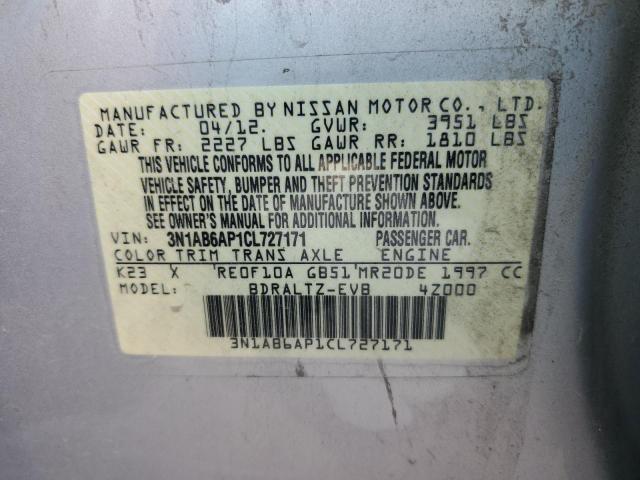 MANUFACTURED BY NISSAN MOTOR CO., LTD.
DATE: 04/12. GVWR: 3951 LBS
GAWR FR: 2227 LBS GAWR RR: 1810 LBS
THIS VEHICLE CONFORMS TO ALL APPLICABLE FEDERAL MOTOR
VEHICLE SAFETY, BUMPER AND THEFT PREVENTION STANDARDS
IN EFFECT ON THE DATE OF MANUFACTURE SHOWN ABOVE.
SEE OWNER'S MANUAL FOR ADDITIONAL INFORMATION.
VIN: 3N1AB6AP1CL727171 PASSENGER CAR.
COLOR TRIM TRANS AXLE ENGINE
K23 X RE0F10A GB51 MR20DE 1997 CC
MODEL: BDRALTZ-EVB 4Z000
3N1AB6AP1CL727171